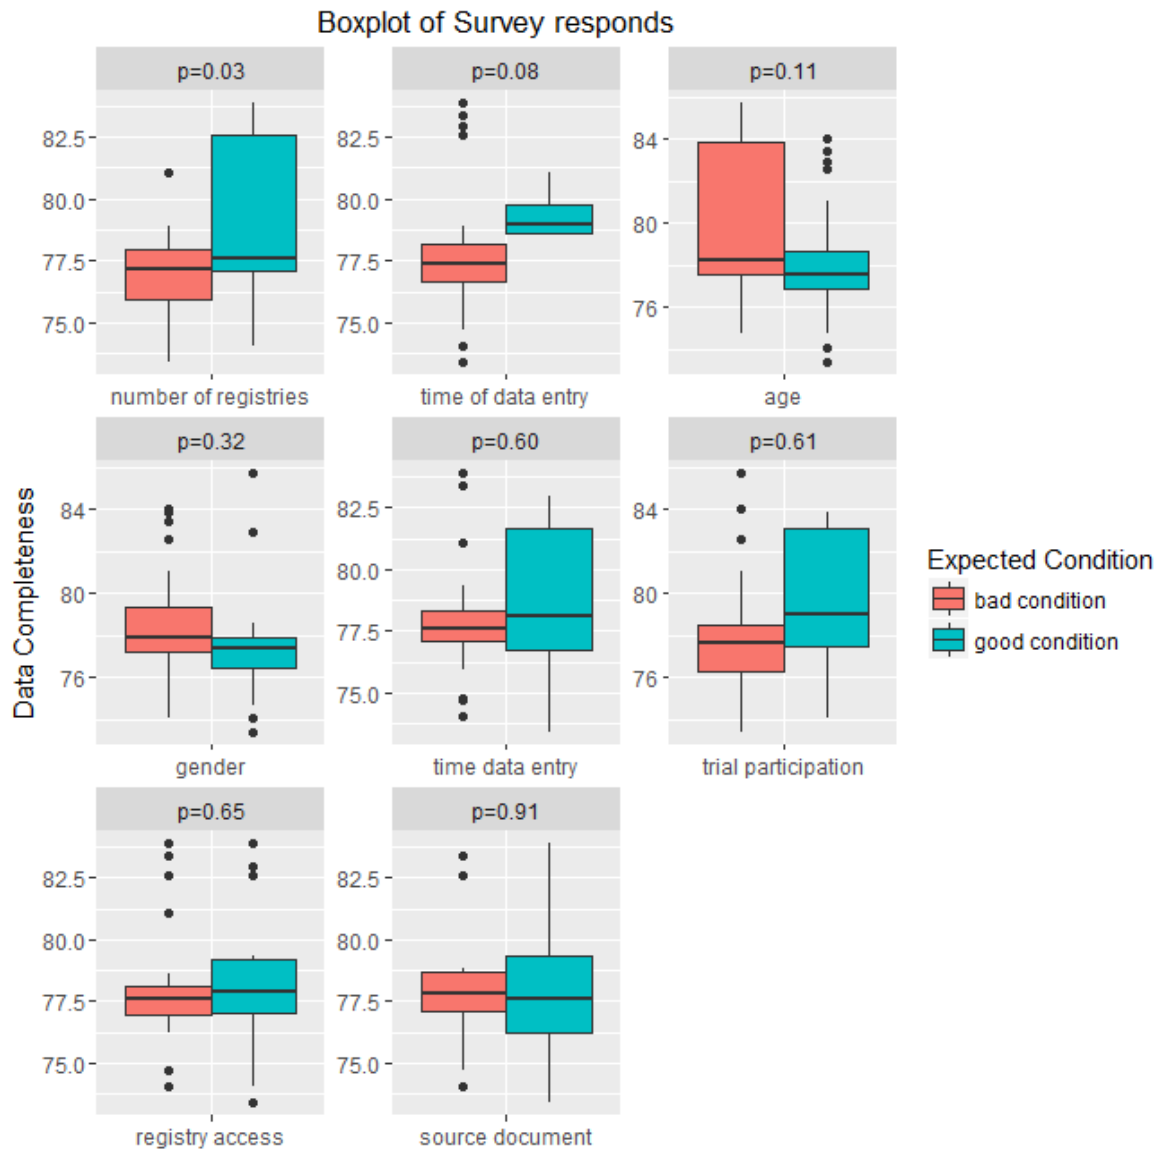 Boxplot of Survey responds
p=0.03
p=0.08
p=0.11
82.5
80.0
77.5
75.0
82.5
80.0
77.5
75.0
84
80
76
number of registries
time of data entry
age
p=0.32
p=0.60
p=0.61
Data Completeness
84
80
76
82.5
80.0
77.5
75.0
84
80
76
gender
time data entry
trial participation
Expected Condition
bad condition
good condition
p=0.65
p=0.91
82.5
80.0
77.5
75.0
82.5
80.0
77.5
75.0
registry access
source document